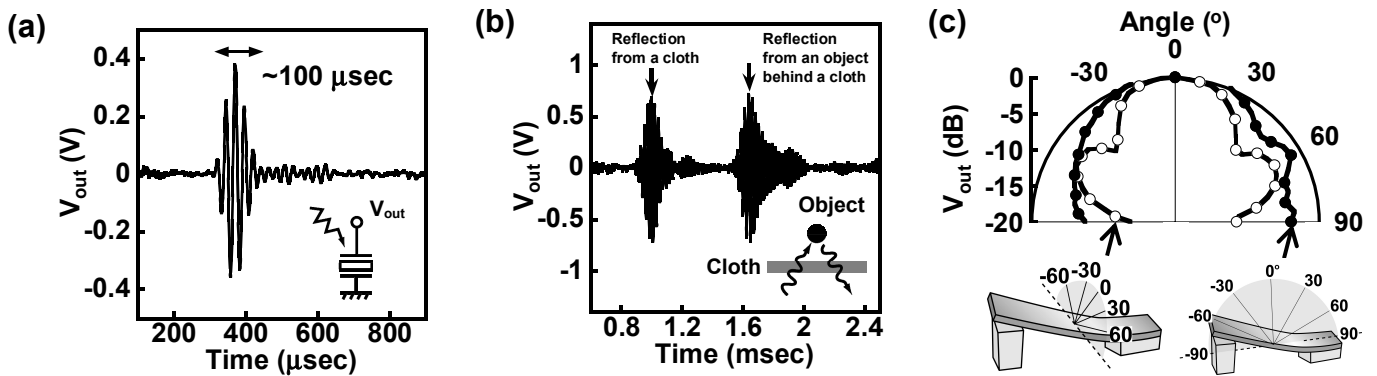 (a)
0.4
0.2
0
-0.2
-0.4
Vout (V)
~100 μsec
Vout
200 400 600 800
Time (μsec)
(b)
1
0.5
0
-0.5
-1
Vout (V)
Reflection
from a cloth
Reflection
from an object
behind a cloth
Object
Cloth
0.8 1.2 1.6 2 2.4
Time (msec)
(c)
Angle (o)
0
-30 30
60
90
0
-5
-10
-15
-20
Vout (dB)
-60 -30 0 30 60
-90 -60 -30 0° 30 60 90